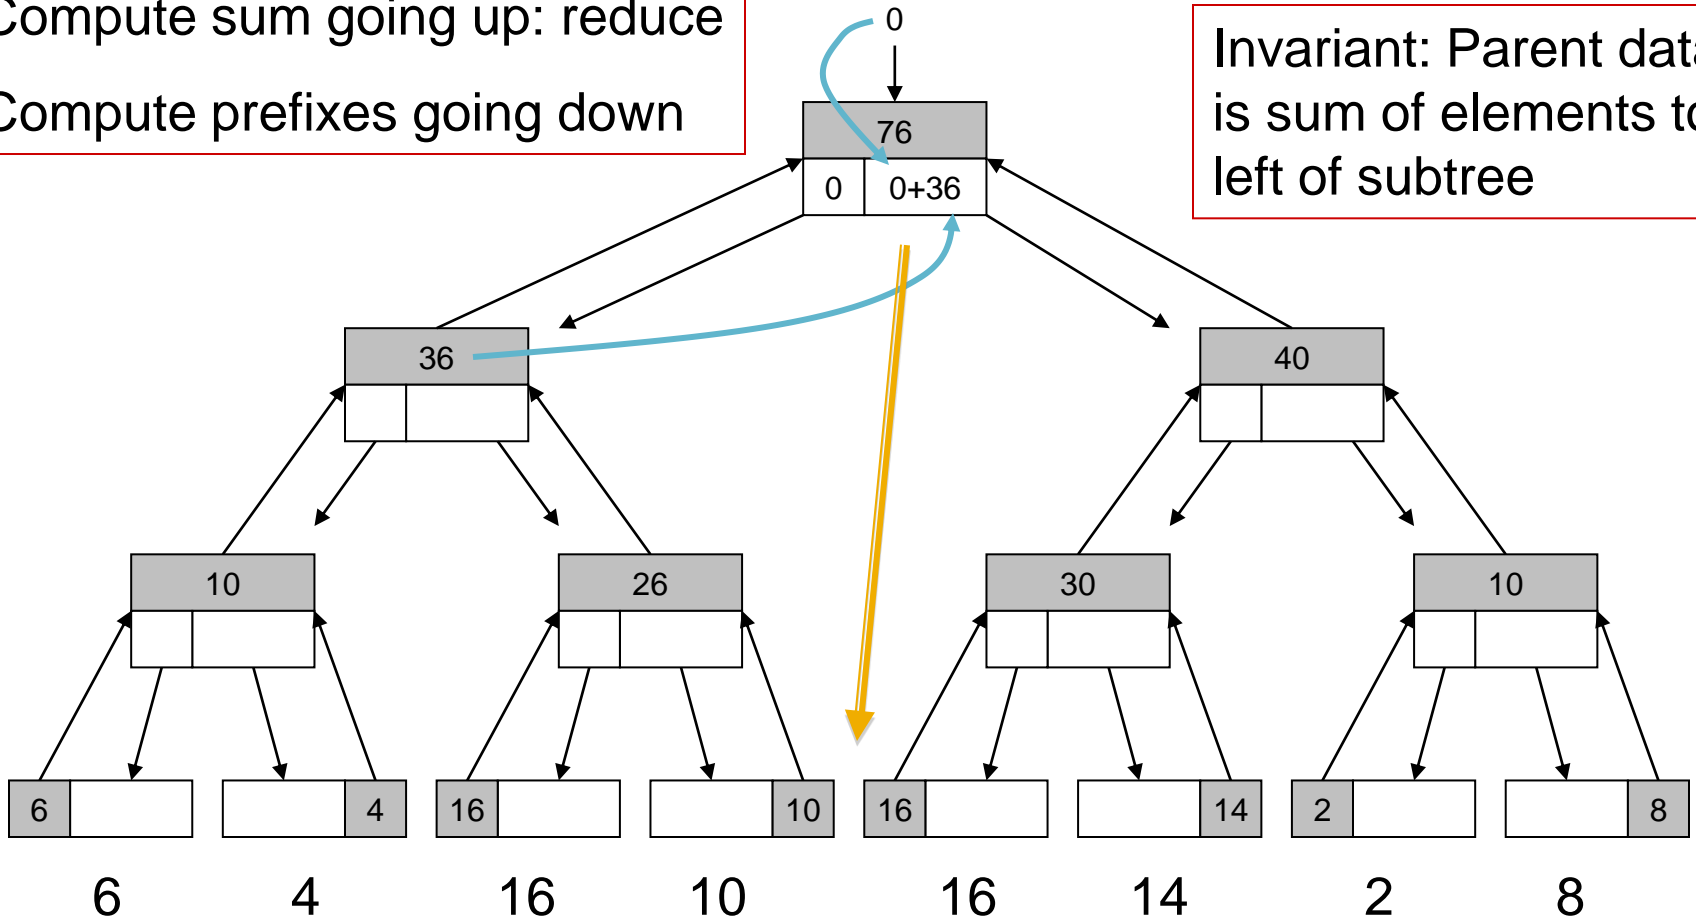 Compute sum going up: reduce
Compute prefixes going down
0
Invariant: Parent data
is sum of elements to
left of subtree
76
0 0+36
36 40
10 26 30 10
6 4 16 10 16 14 2 8
6 4 16 10 16 14 2 8